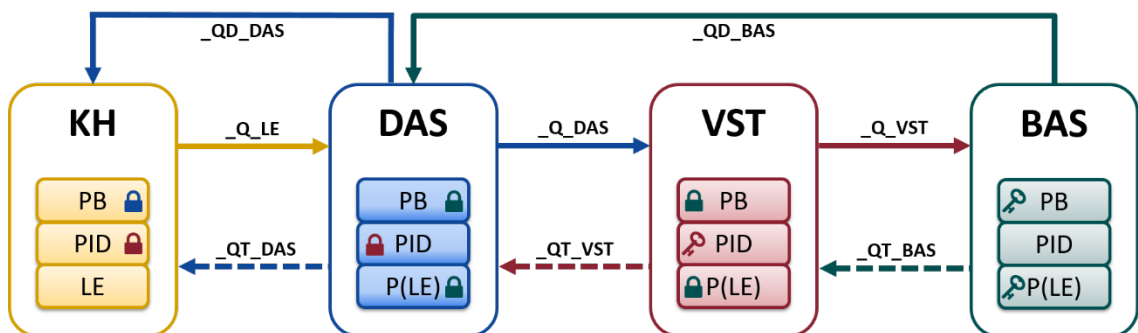 _QD_DAS
_QD_BAS
KH
_Q_LE
DAS
_Q_DAS
VST
_Q_VST
BAS
PB
PB
PB
PB
PID
PID
PID
PID
_QT_DAS
_QT_VST
_QT_BAS
LE
P(LE)
P(LE)
P(LE)